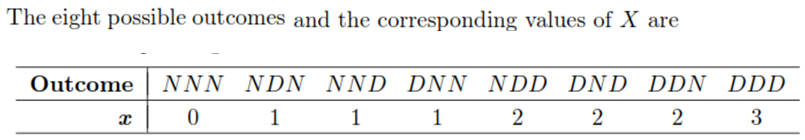 The eight possible outcomes and the corresponding values of X are
Outcome NNN NDN NND DNN NDD DND DDN DDD
x 0 1 1 1 2 2 2 3